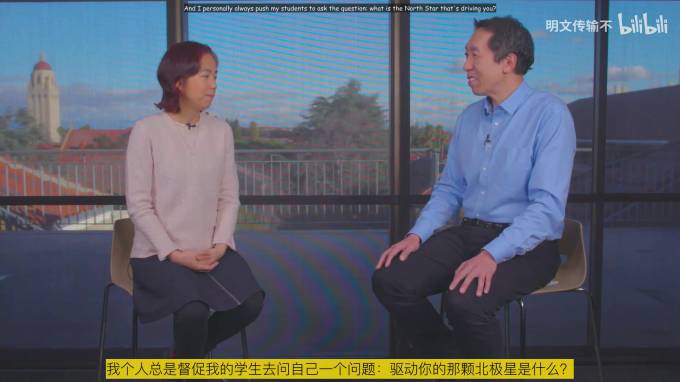 And I personally always push my students to ask the question: what is the North Star that's driving you?
明文传输不 bilibili
我个人总是督促我的学生去问自己一个问题：驱动你的那颗北极星是什么？